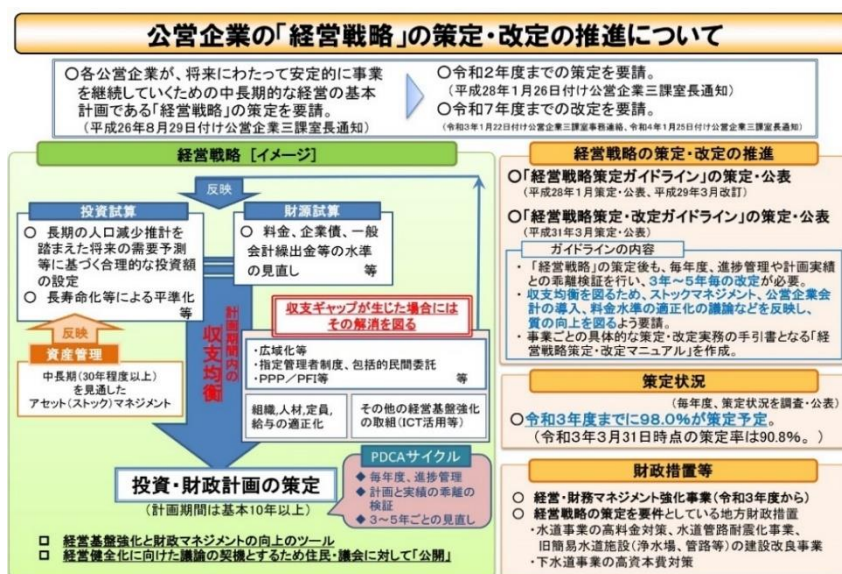 公営企業の「経営戦略」の策定・改定の推進について
〇各公営企業が、将来にわたって安定的に事業
を継続していくための中長期的な経営の基本
計画である「経営戦略」の策定を要請。
(平成26年8月29日付け公営企業三課室長通知)
〇令和2年度までの策定を要請。
(平成28年1月26日付け公営企業三課室長通知)
〇令和7年度までの改定を要請。
(令和3年1月22日付け公営企業三課室事務連絡、令和4年1月25日付け公営企業三課室長通知)
経営戦略 [イメージ]
反映
投資試算
〇 長期の人口減少推計を
踏まえた将来の需要予測
等に基づく合理的な投資額
の設定
〇 長寿命化等による平準化
等
財源試算
〇 料金、企業債、一般
会計繰出金等の水準
の見直し 等
反映
資産管理
中長期(30年程度以上)
を見通した
アセット(ストック)マネジメント
計画期間内の
収支均衡
収支ギャップが生じた場合には
その解消を図る
・広域化等
・指定管理者制度、包括的民間委託
・PPP/PFI等 等
組織,人材,定員,
給与の適正化
その他の経営基盤強化
の取組(ICT活用等)
投資・財政計画の策定
(計画期間は基本10年以上)
PDCAサイクル
◆ 毎年度、進捗管理
◆ 計画と実績の乖離の
検証
◆ 3~5年ごとの見直し
□ 経営基盤強化と財政マネジメントの向上のツール
□ 経営健全化に向けた議論の契機とするため住民・議会に対して「公開」
経営戦略の策定・改定の推進
〇「経営戦略策定ガイドライン」の策定・公表
(平成28年1月策定・公表、平成29年3月改訂)
〇「経営戦略策定・改定ガイドライン」の策定・公表
(平成31年3月策定・公表)
ガイドラインの内容
・ 「経営戦略」の策定後も、毎年度、進捗管理や計画実績
との乖離検証を行い、3年~5年毎の改定が必要。
・ 収支均衡を図るため、ストックマネジメント、公営企業会
計の導入、料金水準の適正化の議論などを反映し、
質の向上を図るよう要請。
・ 事業ごとの具体的な策定・改定実務の手引書となる「経
営戦略策定・改定マニュアル」を作成。
策定状況
(毎年度、策定状況を調査・公表)
〇令和3年度までに98.0%が策定予定。
(令和3年3月31日時点の策定率は90.8%。)
財政措置等
〇 経営・財務マネジメント強化事業(令和3年度から)
〇 経営戦略の策定を要件としている地方財政措置
・水道事業の高料金対策、水道管路耐震化事業、
旧簡易水道施設(浄水場、管路等)の建設改良事業
・下水道事業の高資本費対策